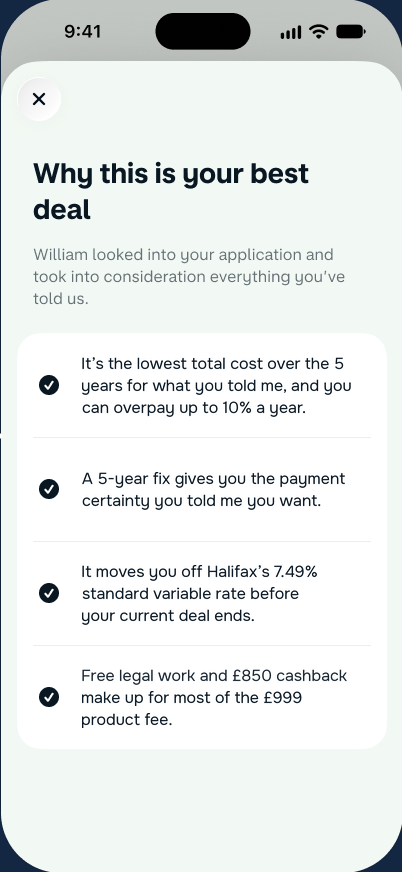 9:41
Why this is your best
deal
William looked into your application and
took into consideration everything you've
told us.
It's the lowest total cost over the 5
years for what you told me, and you
can overpay up to 10% a year.
A 5-year fix gives you the payment
certainty you told me you want.
It moves you off Halifax's 7.49%
standard variable rate before
your current deal ends.
Free legal work and £850 cashback
make up for most of the £999
product fee.